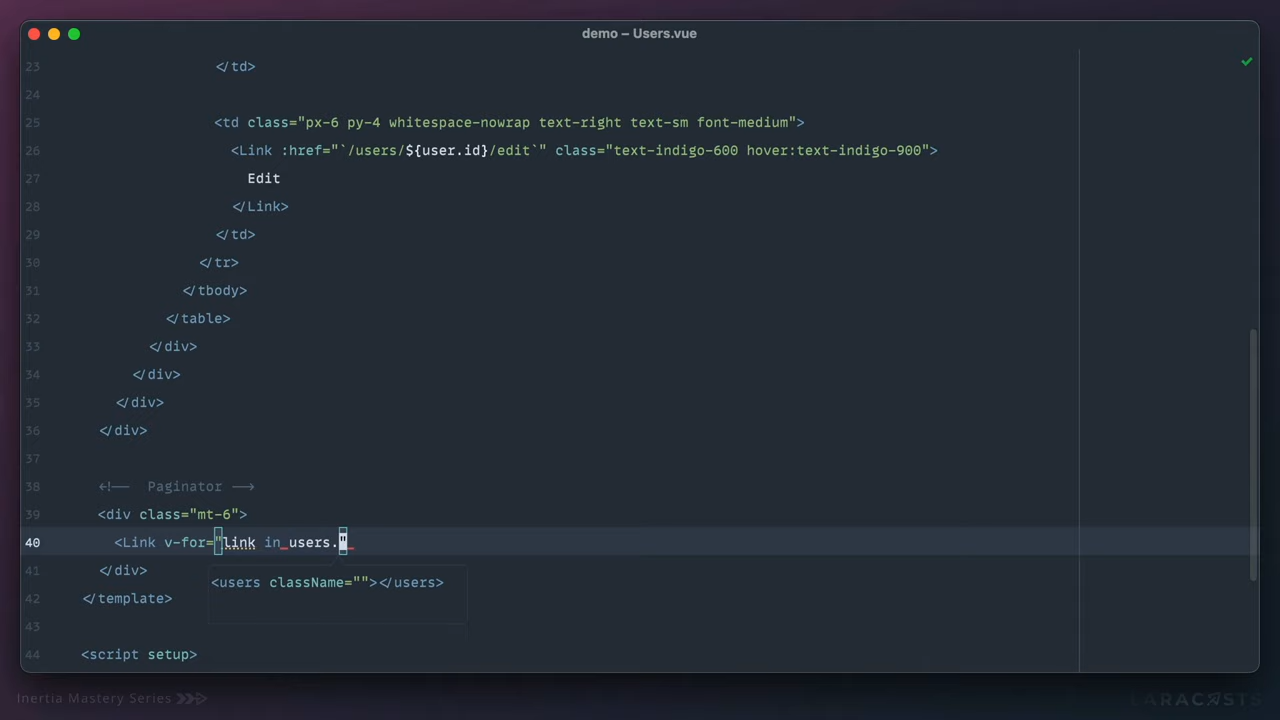 demo – Users.vue
23 </td>
24
25 <td class="px-6 py-4 whitespace-nowrap text-right text-sm font-medium">
26 <Link :href="`/users/${user.id}/edit`" class="text-indigo-600 hover:text-indigo-900">
27 Edit
28 </Link>
29 </td>
30 </tr>
31 </tbody>
32 </table>
33 </div>
34 </div>
35 </div>
36 </div>
37
38 <!-- Paginator -->
39 <div class="mt-6">
40 <Link v-for="link in users."
41 </div>
<users className=""></users>
42 </template>
43
44 <script setup>
Inertia Mastery Series
LARACASTS